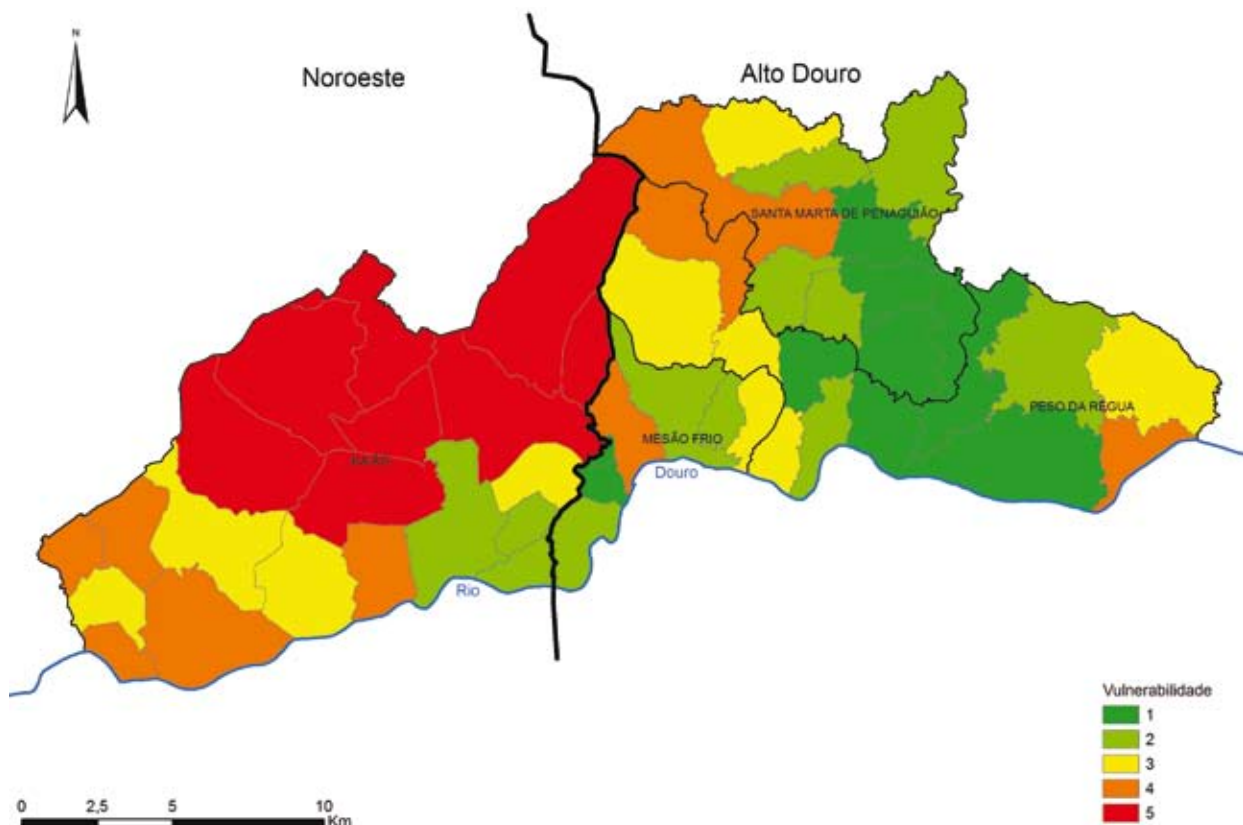 N
Noroeste
Alto Douro
SANTA MARTA DE PENAGUIÃO
PESO DA RÉGUA
MESÃO FRIO
Douro
Rio
Vulnerabilidade
1
2
3
4
5
0 2,5 5 10
Km